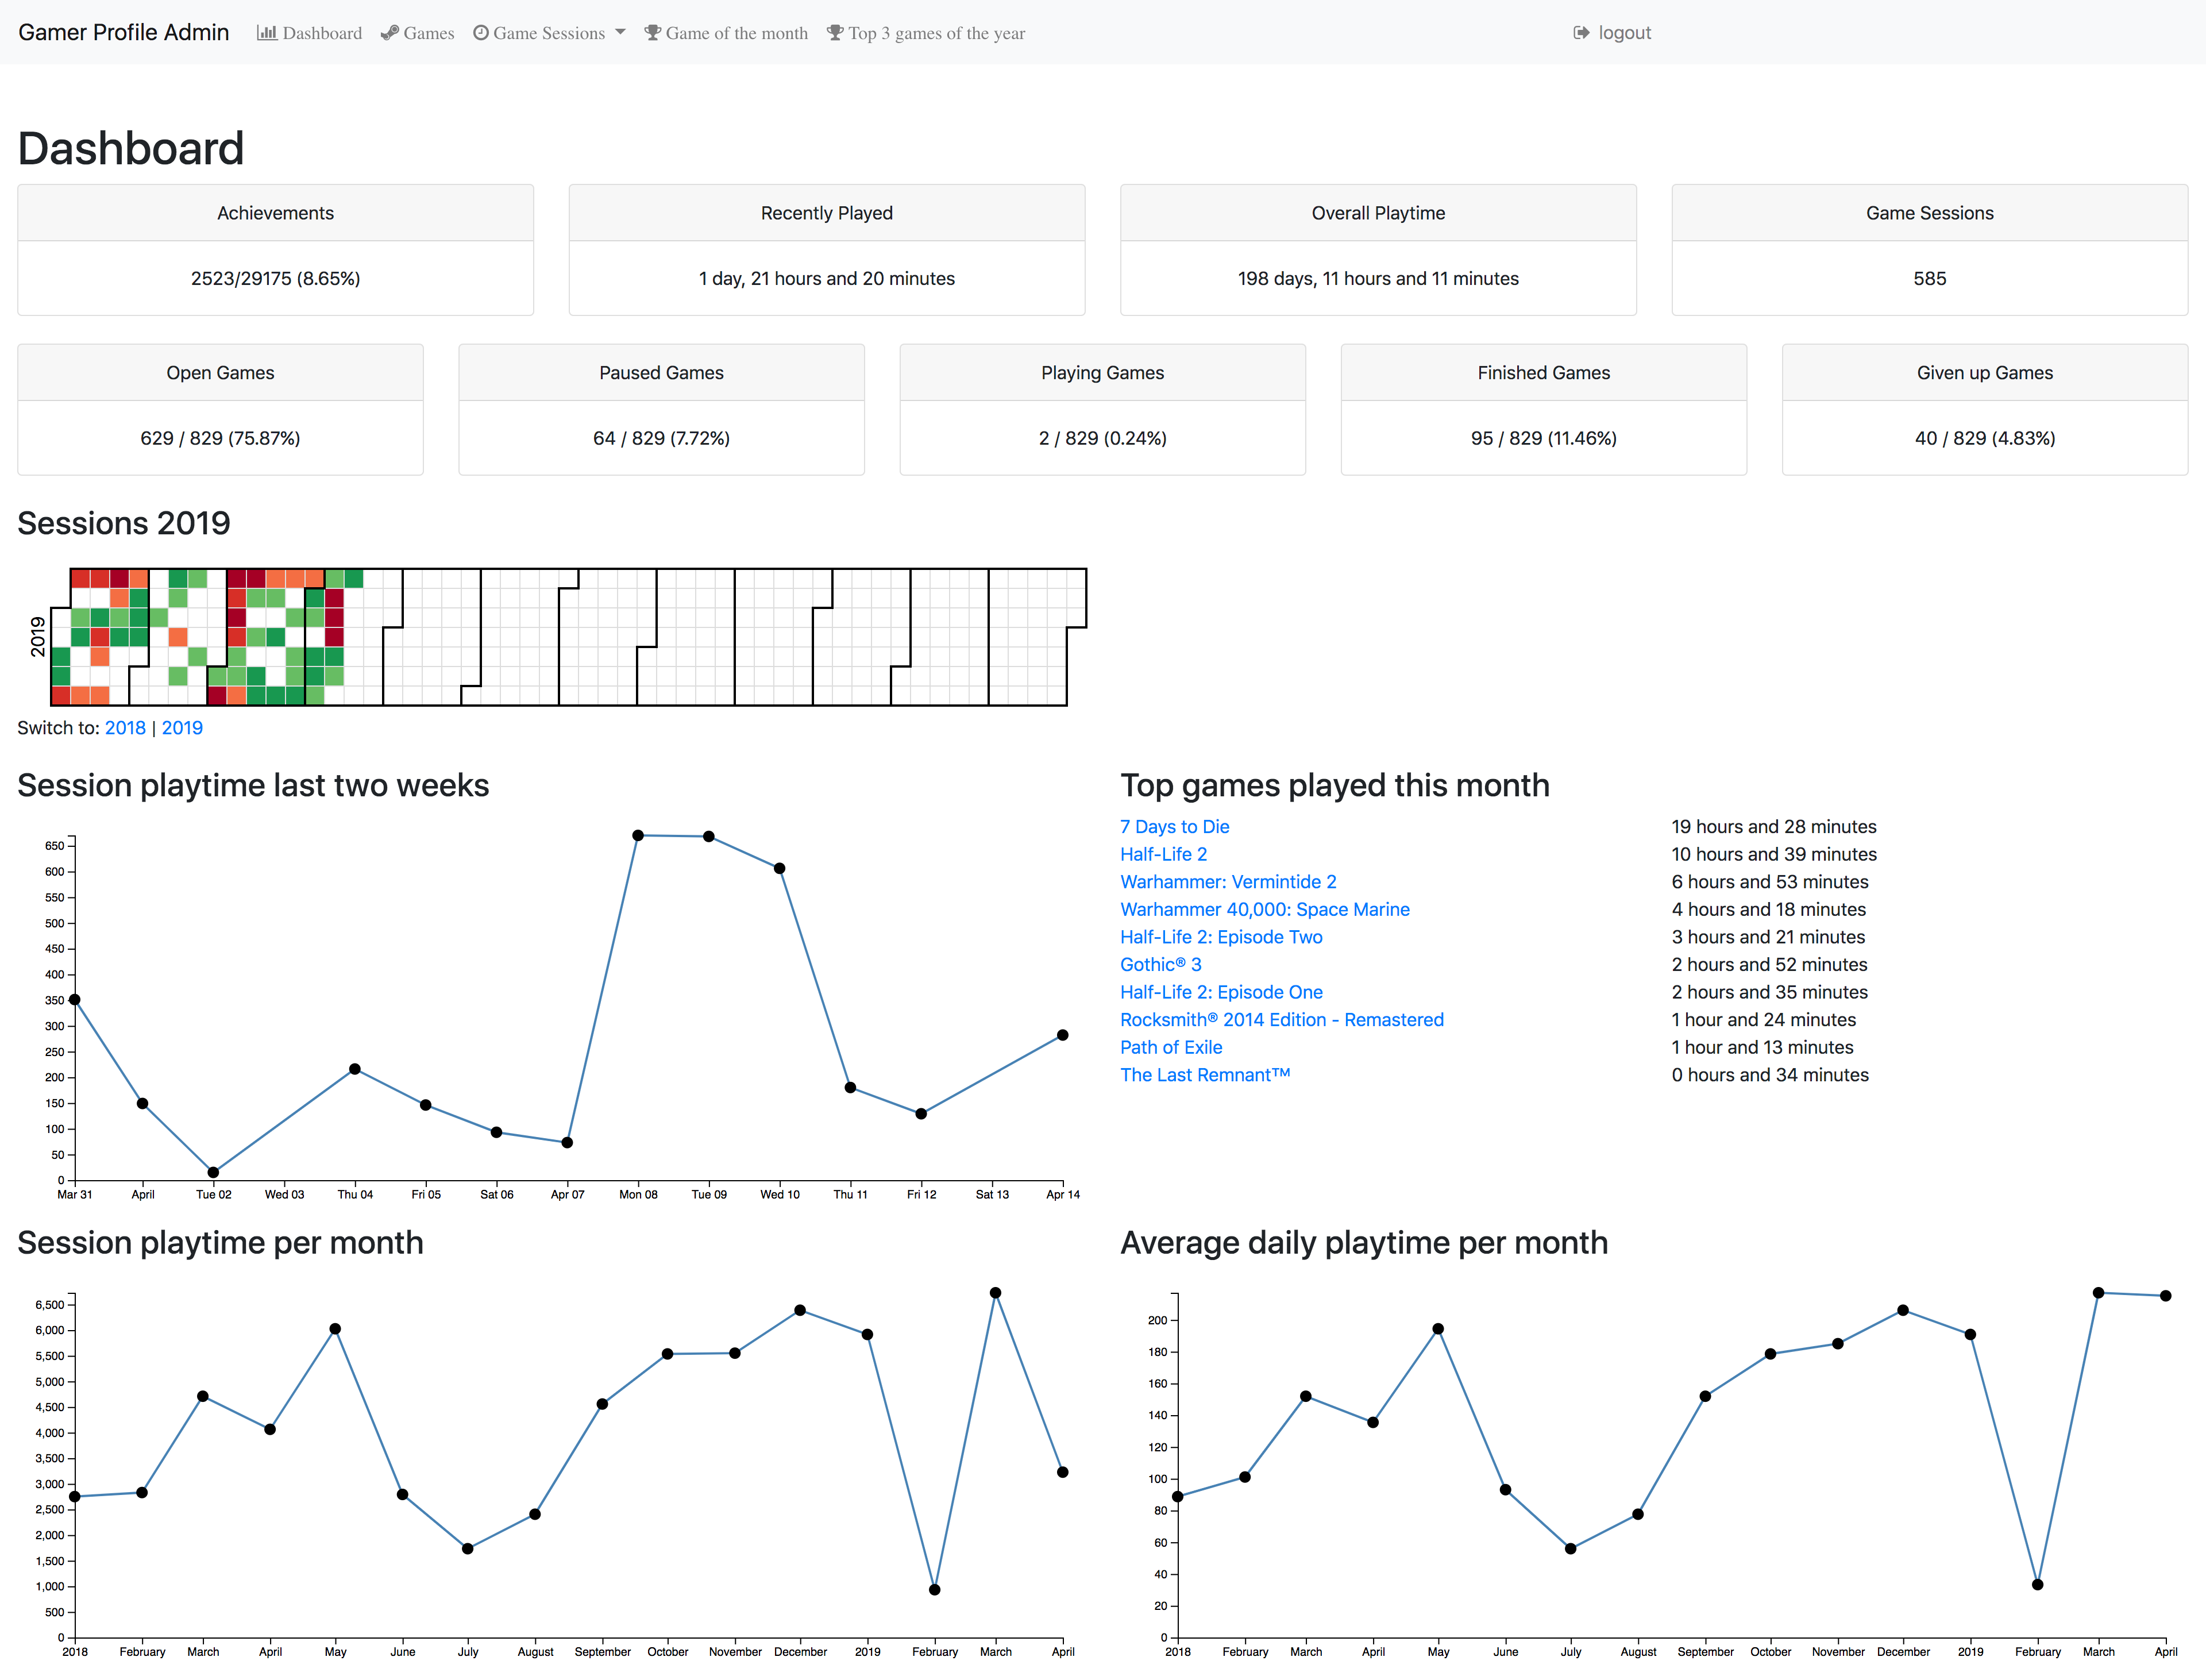 Gamer Profile Admin Dashboard Games Game Sessions Game of the month Top 3 games of the year logout
Dashboard
Achievements Recently Played Overall Playtime Game Sessions
2523/29175 (8.65%) 1 day, 21 hours and 20 minutes 198 days, 11 hours and 11 minutes 585
Open Games Paused Games Playing Games Finished Games Given up Games
629 / 829 (75.87%) 64 / 829 (7.72%) 2 / 829 (0.24%) 95 / 829 (11.46%) 40 / 829 (4.83%)
Sessions 2019
2019
Switch to: 2018 | 2019
Session playtime last two weeks
650
600
550
500
450
400
350
300
250
200
150
100
50
0
Mar 31 April Tue 02 Wed 03 Thu 04 Fri 05 Sat 06 Apr 07 Mon 08 Tue 09 Wed 10 Thu 11 Fri 12 Sat 13 Apr 14
Top games played this month
7 Days to Die 19 hours and 28 minutes
Half-Life 2 10 hours and 39 minutes
Warhammer: Vermintide 2 6 hours and 53 minutes
Warhammer 40,000: Space Marine 4 hours and 18 minutes
Half-Life 2: Episode Two 3 hours and 21 minutes
Gothic® 3 2 hours and 52 minutes
Half-Life 2: Episode One 2 hours and 35 minutes
Rocksmith® 2014 Edition - Remastered 1 hour and 24 minutes
Path of Exile 1 hour and 13 minutes
The Last Remnant™ 0 hours and 34 minutes
Session playtime per month
6,500
6,000
5,500
5,000
4,500
4,000
3,500
3,000
2,500
2,000
1,500
1,000
500
0
2018 February March April May June July August September October November December 2019 February March April
Average daily playtime per month
200
180
160
140
120
100
80
60
40
20
0
2018 February March April May June July August September October November December 2019 February March April